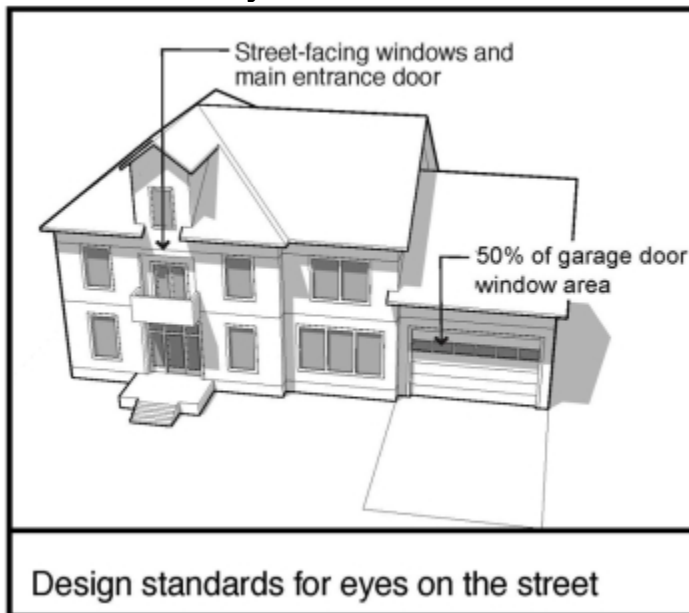 Street-facing windows and
main entrance door
50% of garage door
window area
Design standards for eyes on the street